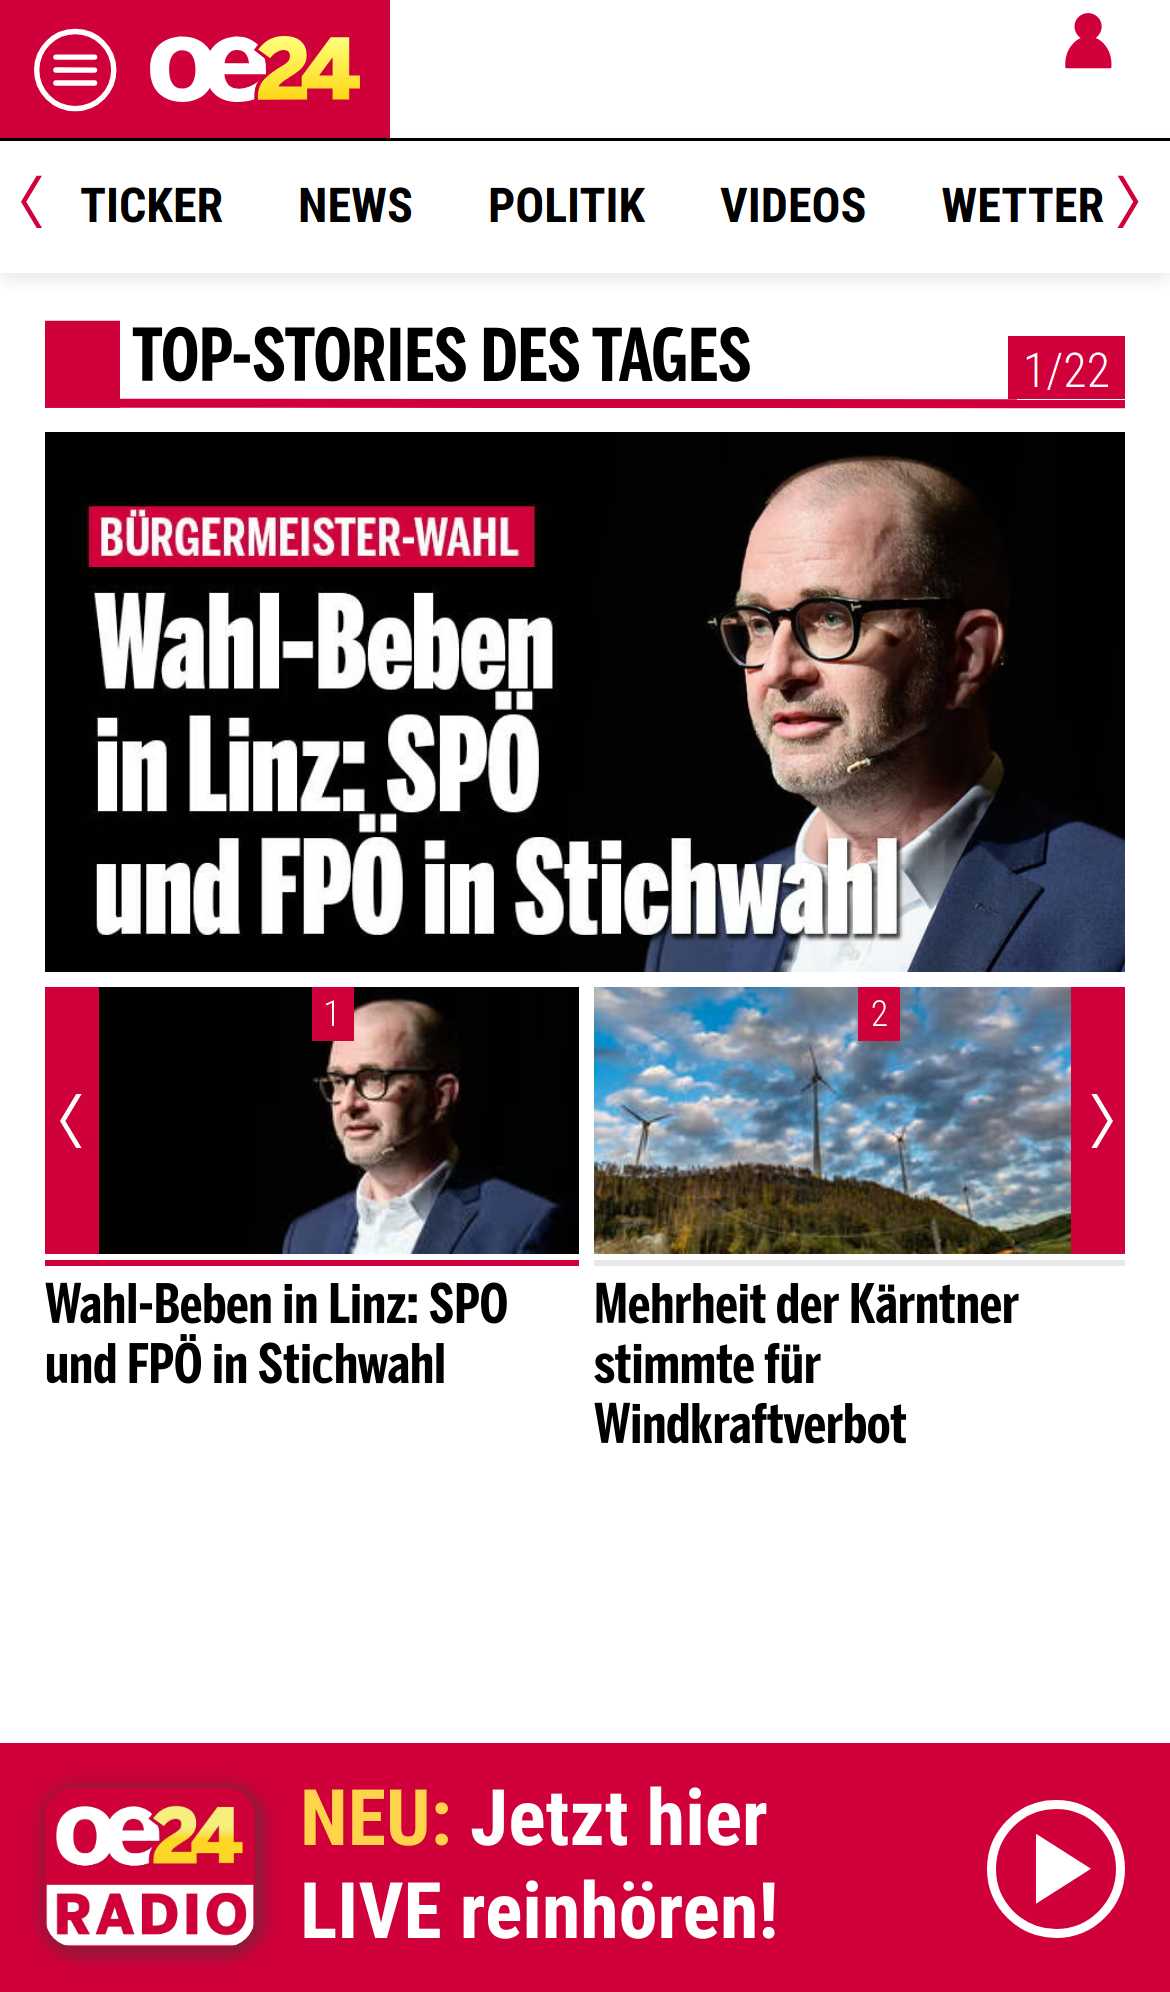 oe24
TICKER NEWS POLITIK VIDEOS WETTER
TOP-STORIES DES TAGES
1/22
BÜRGERMEISTER-WAHL
Wahl-Beben
in Linz: SPÖ
und FPÖ in Stichwahl
1
2
Wahl-Beben in Linz: SPÖ
und FPÖ in Stichwahl
Mehrheit der Kärntner
stimmte für
Windkraftverbot
oe24
RADIO
NEU: Jetzt hier
LIVE reinhören!